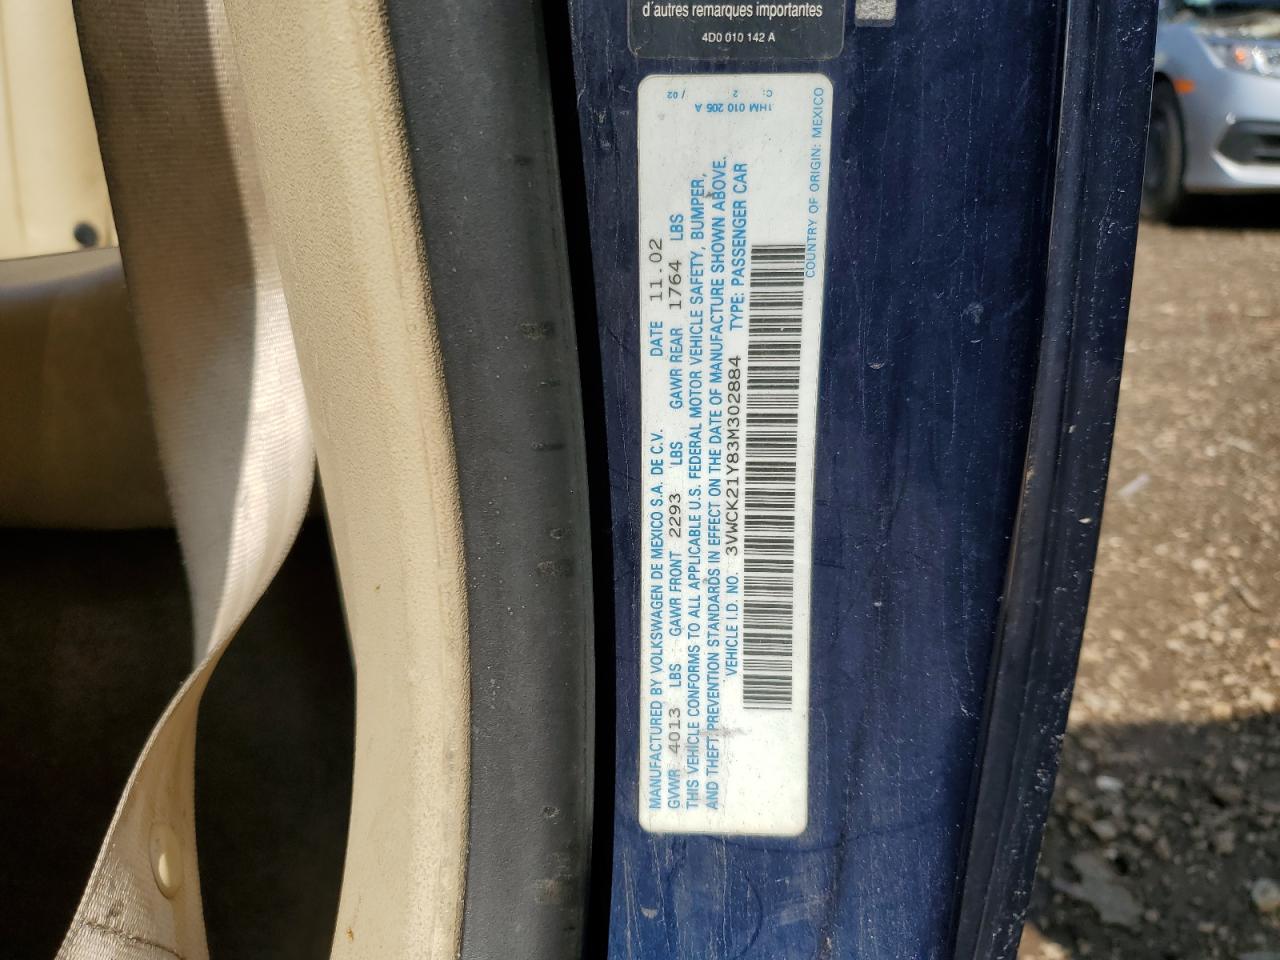 d'autres remarques importantes
4D0 010 142 A
MANUFACTURED BY VOLKSWAGEN DE MEXICO S.A. DE C.V. DATE 11.02
GVWR 4013 LBS GAWR FRONT 2293 LBS GAWR REAR 1764 LBS
THIS VEHICLE CONFORMS TO ALL APPLICABLE U.S. FEDERAL MOTOR VEHICLE SAFETY, BUMPER,
AND THEFT PREVENTION STANDARDS IN EFFECT ON THE DATE OF MANUFACTURE SHOWN ABOVE.
VEHICLE I.D. NO. 3VWCK21Y83M302884 TYPE: PASSENGER CAR
COUNTRY OF ORIGIN: MEXICO
1HM 010 205 A
C: 2 / 02